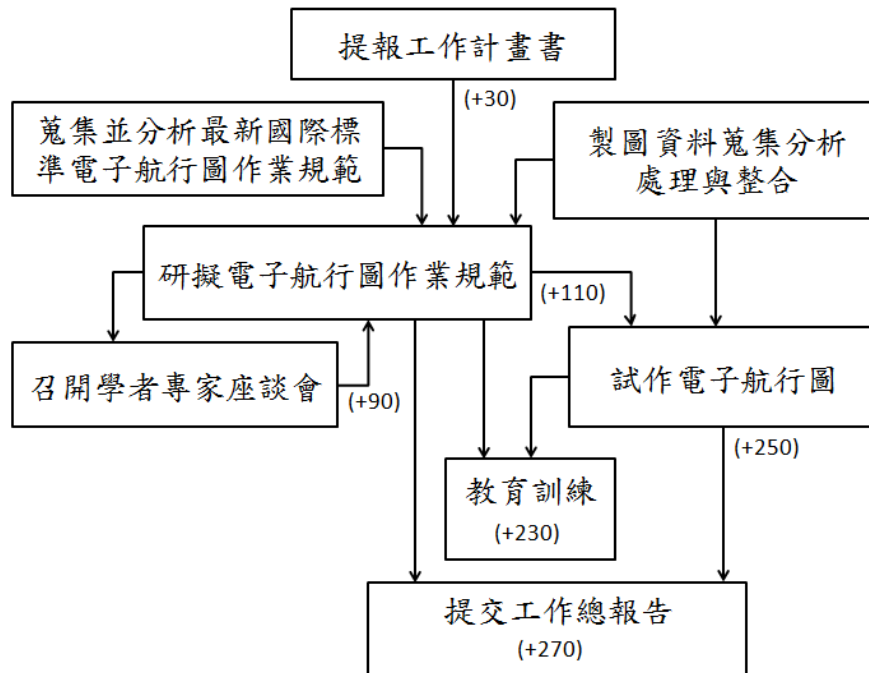 提報工作計畫書
(+30)
蒐集並分析最新國際標
準電子航行圖作業規範
製圖資料蒐集分析
處理與整合
研擬電子航行圖作業規範
(+110)
召開學者專家座談會
(+90)
試作電子航行圖
(+250)
教育訓練
(+230)
提交工作總報告
(+270)